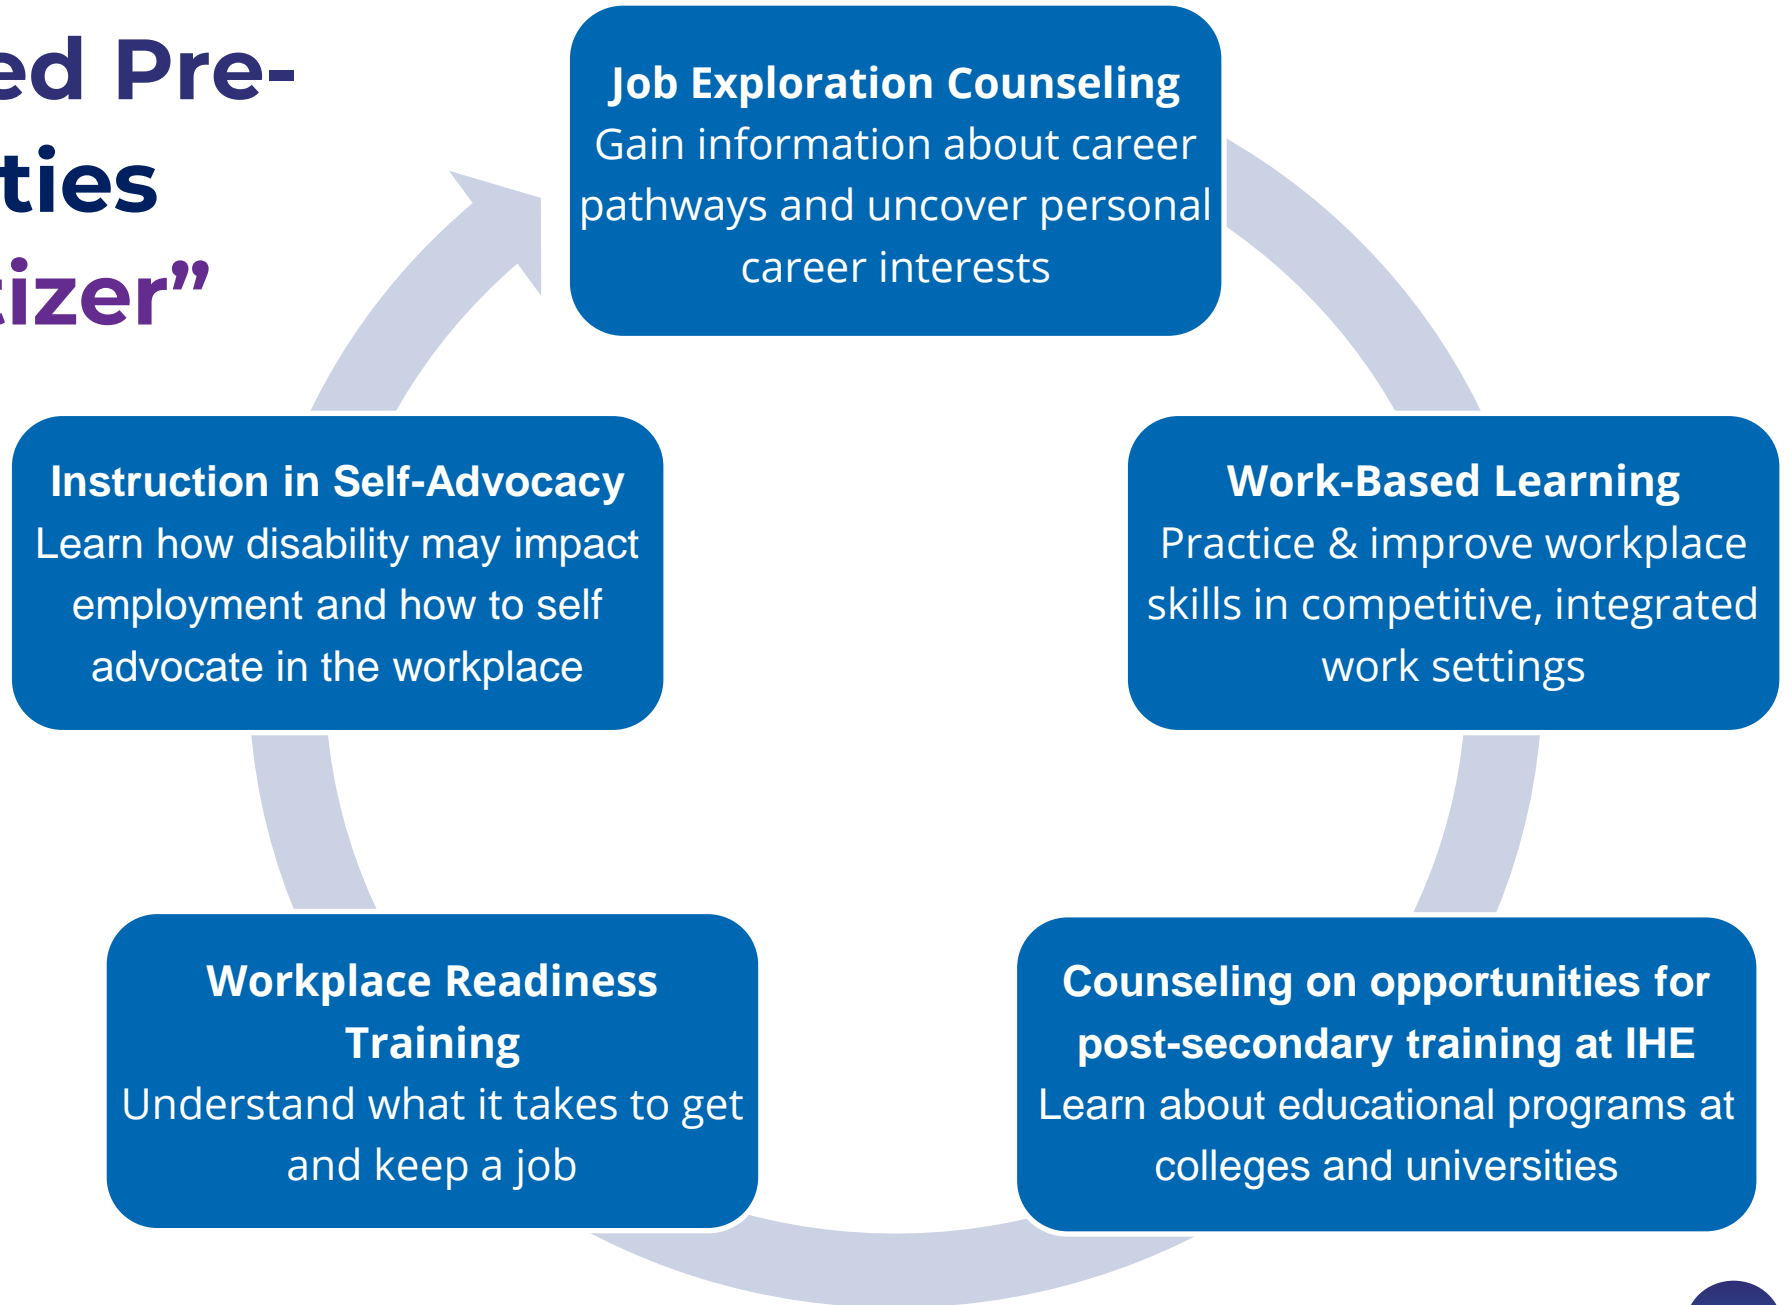 ed Pre-
ties
tizer”
Job Exploration Counseling
Gain information about career
pathways and uncover personal
career interests
Work-Based Learning
Practice & improve workplace
skills in competitive, integrated
work settings
Counseling on opportunities for
post-secondary training at IHE
Learn about educational programs at
colleges and universities
Workplace Readiness
Training
Understand what it takes to get
and keep a job
Instruction in Self-Advocacy
Learn how disability may impact
employment and how to self
advocate in the workplace